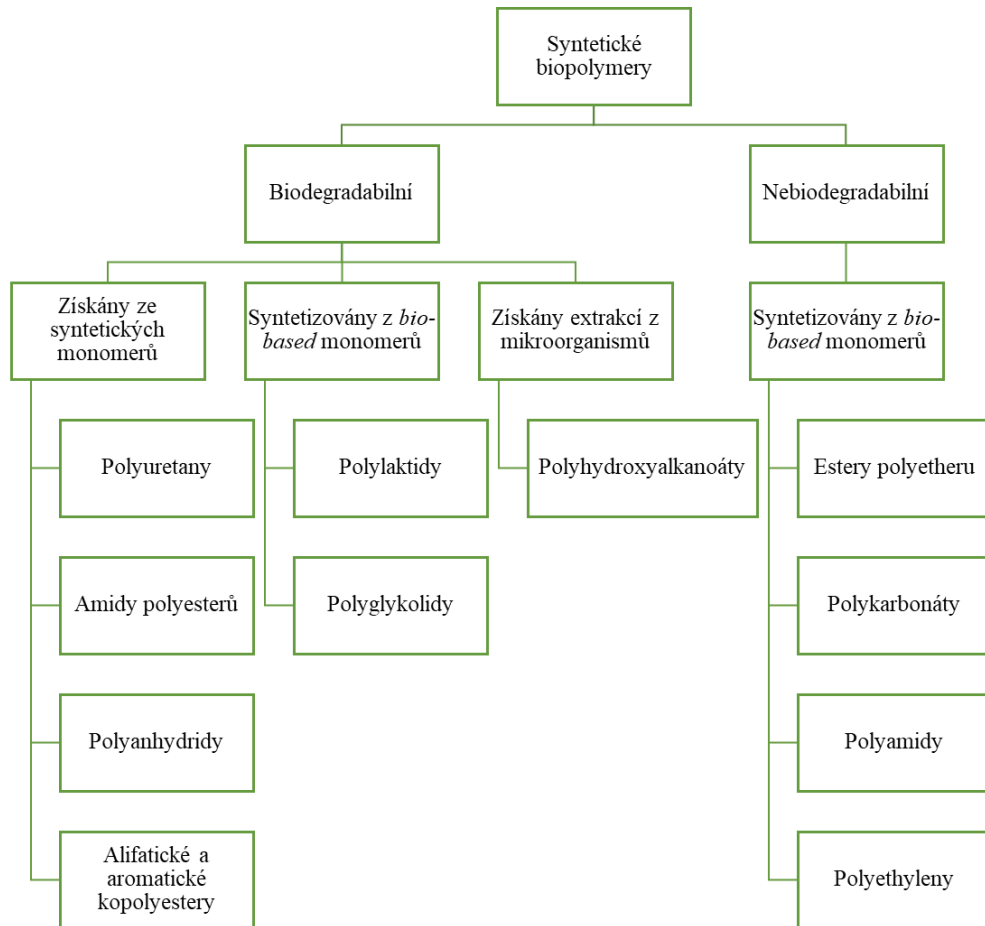 Syntetické
biopolymery
Biodegradabilní
Nebiodegradabilní
Získány ze
syntetických
monomerů
Syntetizovány z bio-
based monomerů
Získány extrakcí z
mikroorganismů
Syntetizovány z bio-
based monomerů
Polyuretany
Polylaktidy
Polyhydroxyalkanoáty
Estery polyetheru
Amidy polyesterů
Polyglykolidy
Polykarbonáty
Polyanhydridy
Polyamidy
Alifatické a
aromatické
kopolyestery
Polyethyleny